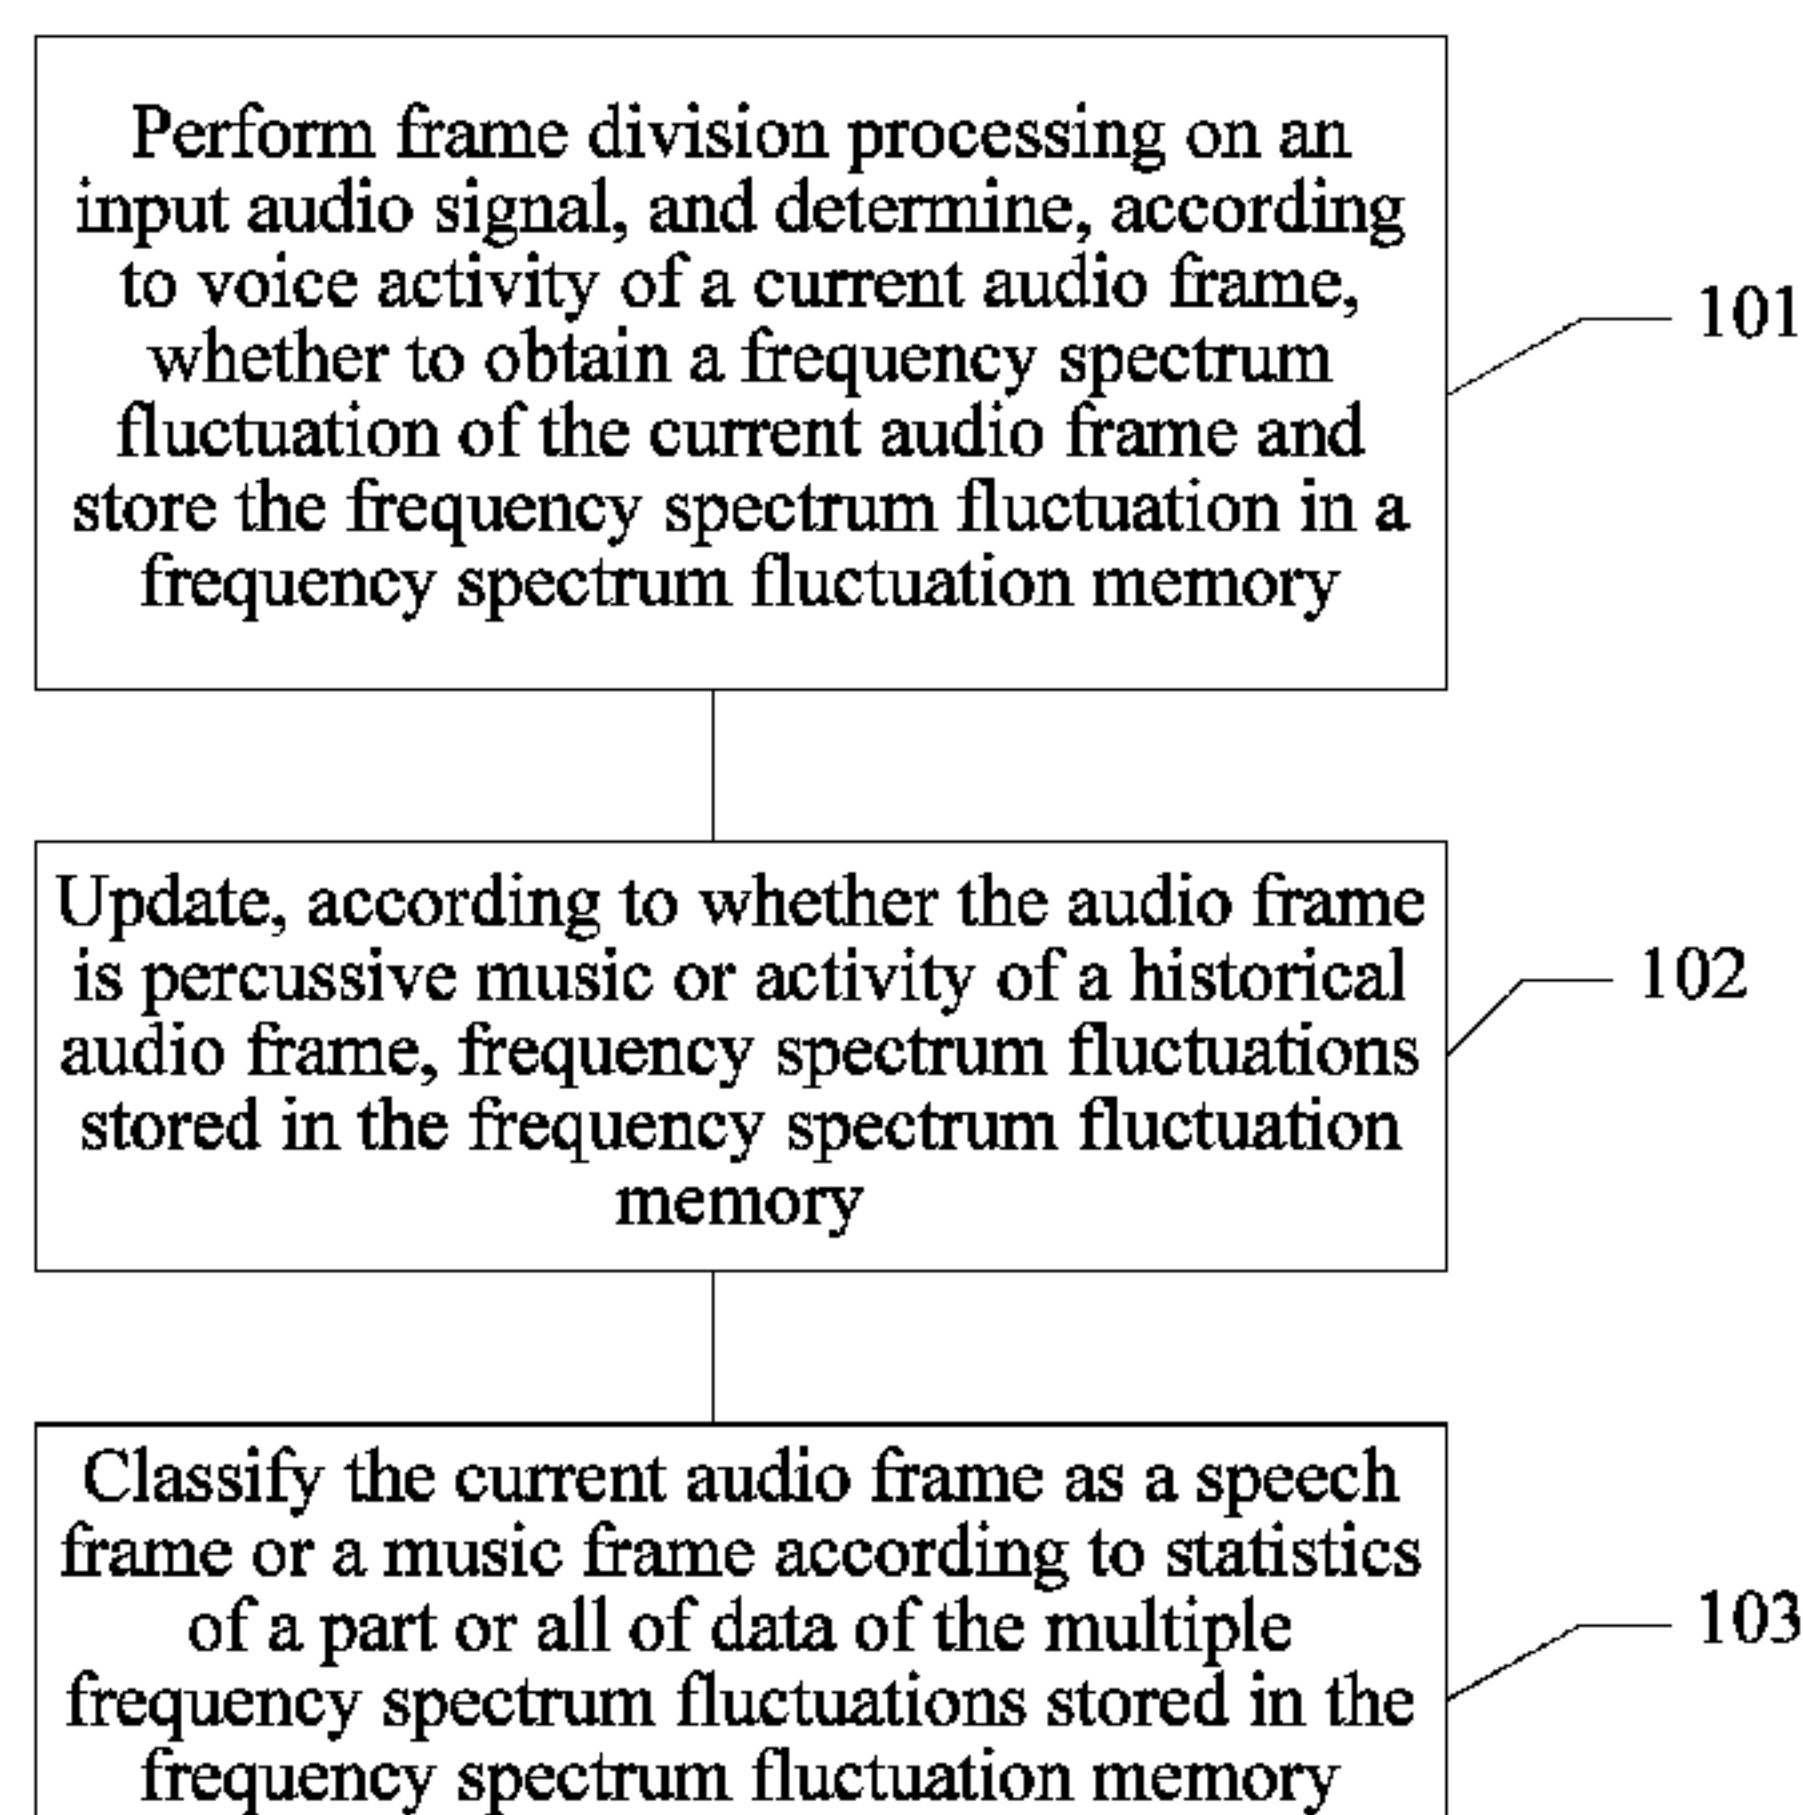 Perform frame division processing on an
input audio signal, and determine, according
to voice activity of a current audio frame,
whether to obtain a frequency spectrum
fluctuation of the current audio frame and
store the frequency spectrum fluctuation in a
frequency spectrum fluctuation memory
101
Update, according to whether the audio frame
is percussive music or activity of a historical
audio frame, frequency spectrum fluctuations
stored in the frequency spectrum fluctuation
memory
102
Classify the current audio frame as a speech
frame or a music frame according to statistics
of a part or all of data of the multiple
frequency spectrum fluctuations stored in the
frequency spectrum fluctuation memory
103